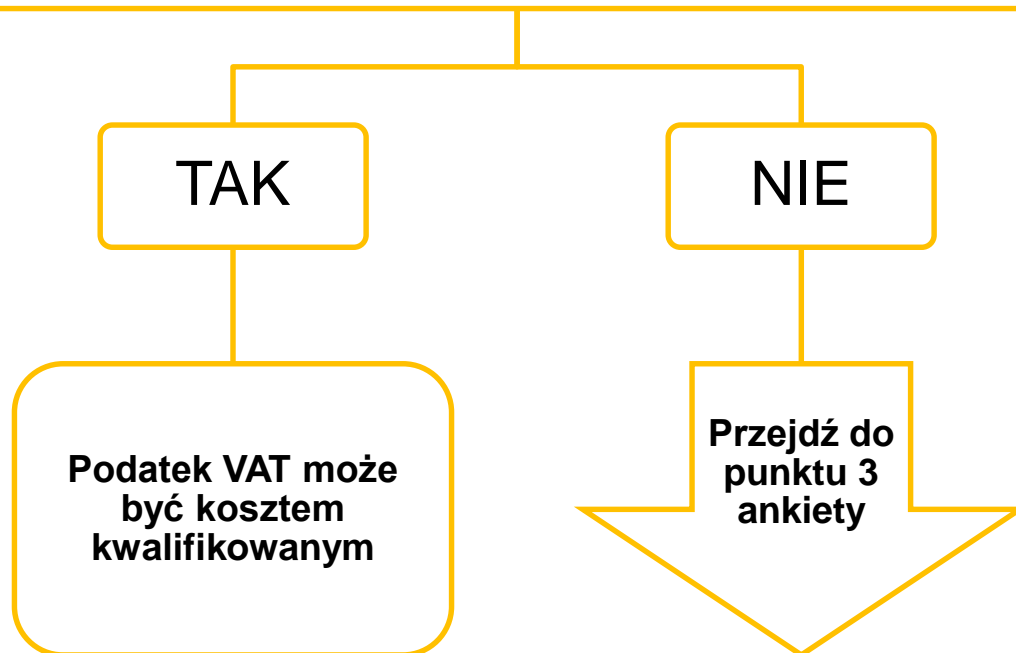 TAK
NIE
Podatek VAT może
być kosztem
kwalifikowanym
Przejdź do
punktu 3
ankiety